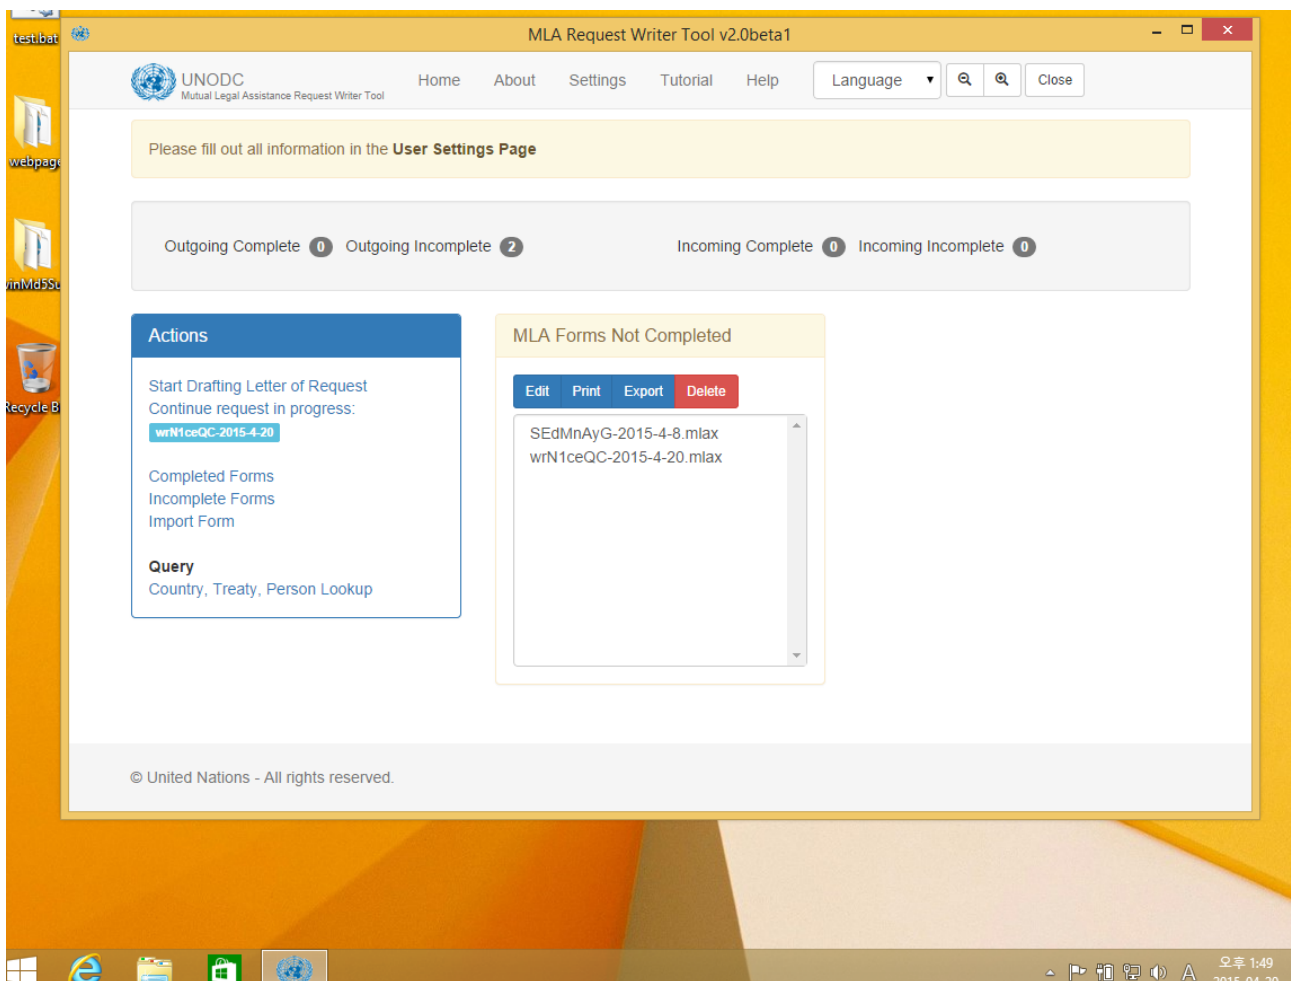 test.bat
MLA Request Writer Tool v2.0beta1
UNODC
Mutual Legal Assistance Request Writer Tool
Home About Settings Tutorial Help Language Close
webpage
Please fill out all information in the User Settings Page
Outgoing Complete 0 Outgoing Incomplete 2 Incoming Complete 0 Incoming Incomplete 0
Actions
Start Drafting Letter of Request
Continue request in progress:
wrN1ceQC-2015-4-20
Completed Forms
Incomplete Forms
Import Form
Query
Country, Treaty, Person Lookup
MLA Forms Not Completed
Edit Print Export Delete
SEdMnAyG-2015-4-8.mlax
wrN1ceQC-2015-4-20.mlax
Recycle B
© United Nations - All rights reserved.
A
오후 1:49